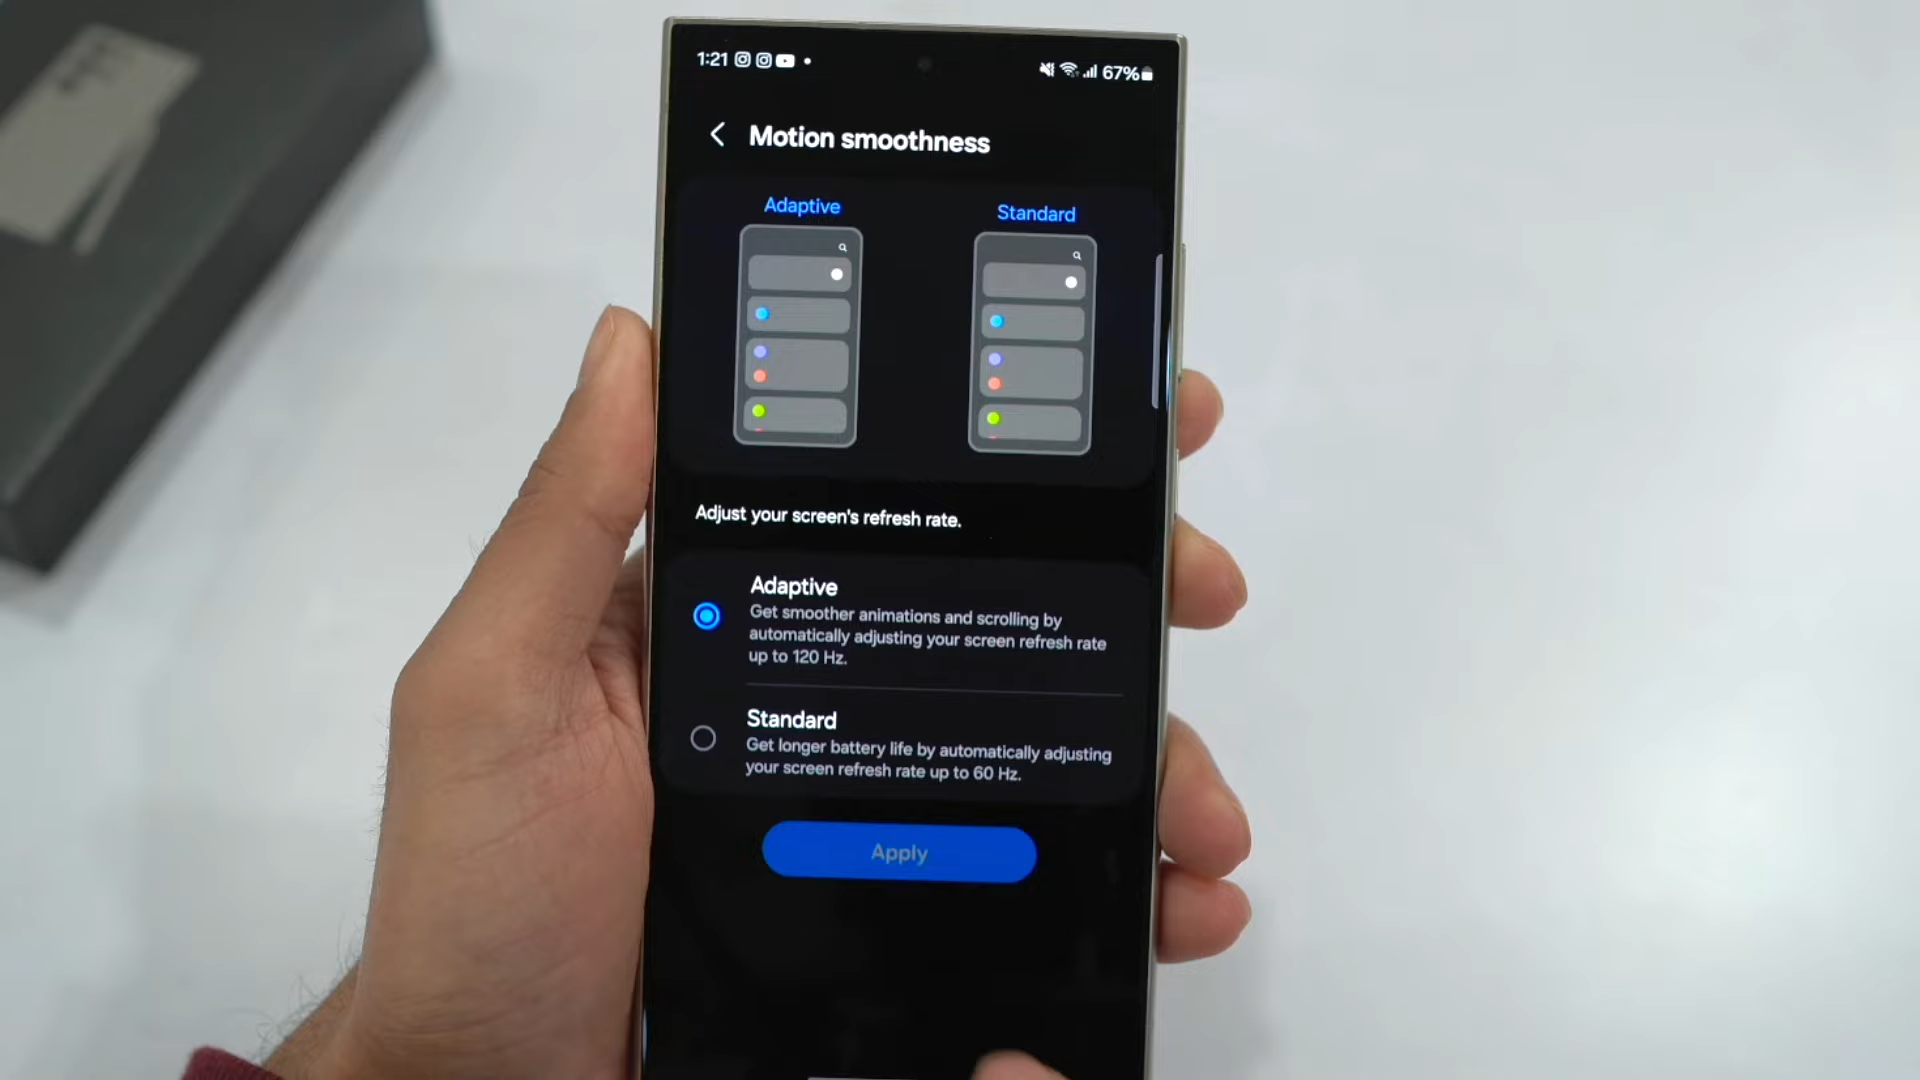 1:21
67%
Motion smoothness
Adaptive
Standard
Adjust your screen's refresh rate.
Adaptive
Get smoother animations and scrolling by
automatically adjusting your screen refresh rate
up to 120 Hz.
Standard
Get longer battery life by automatically adjusting
your screen refresh rate up to 60 Hz.
Apply